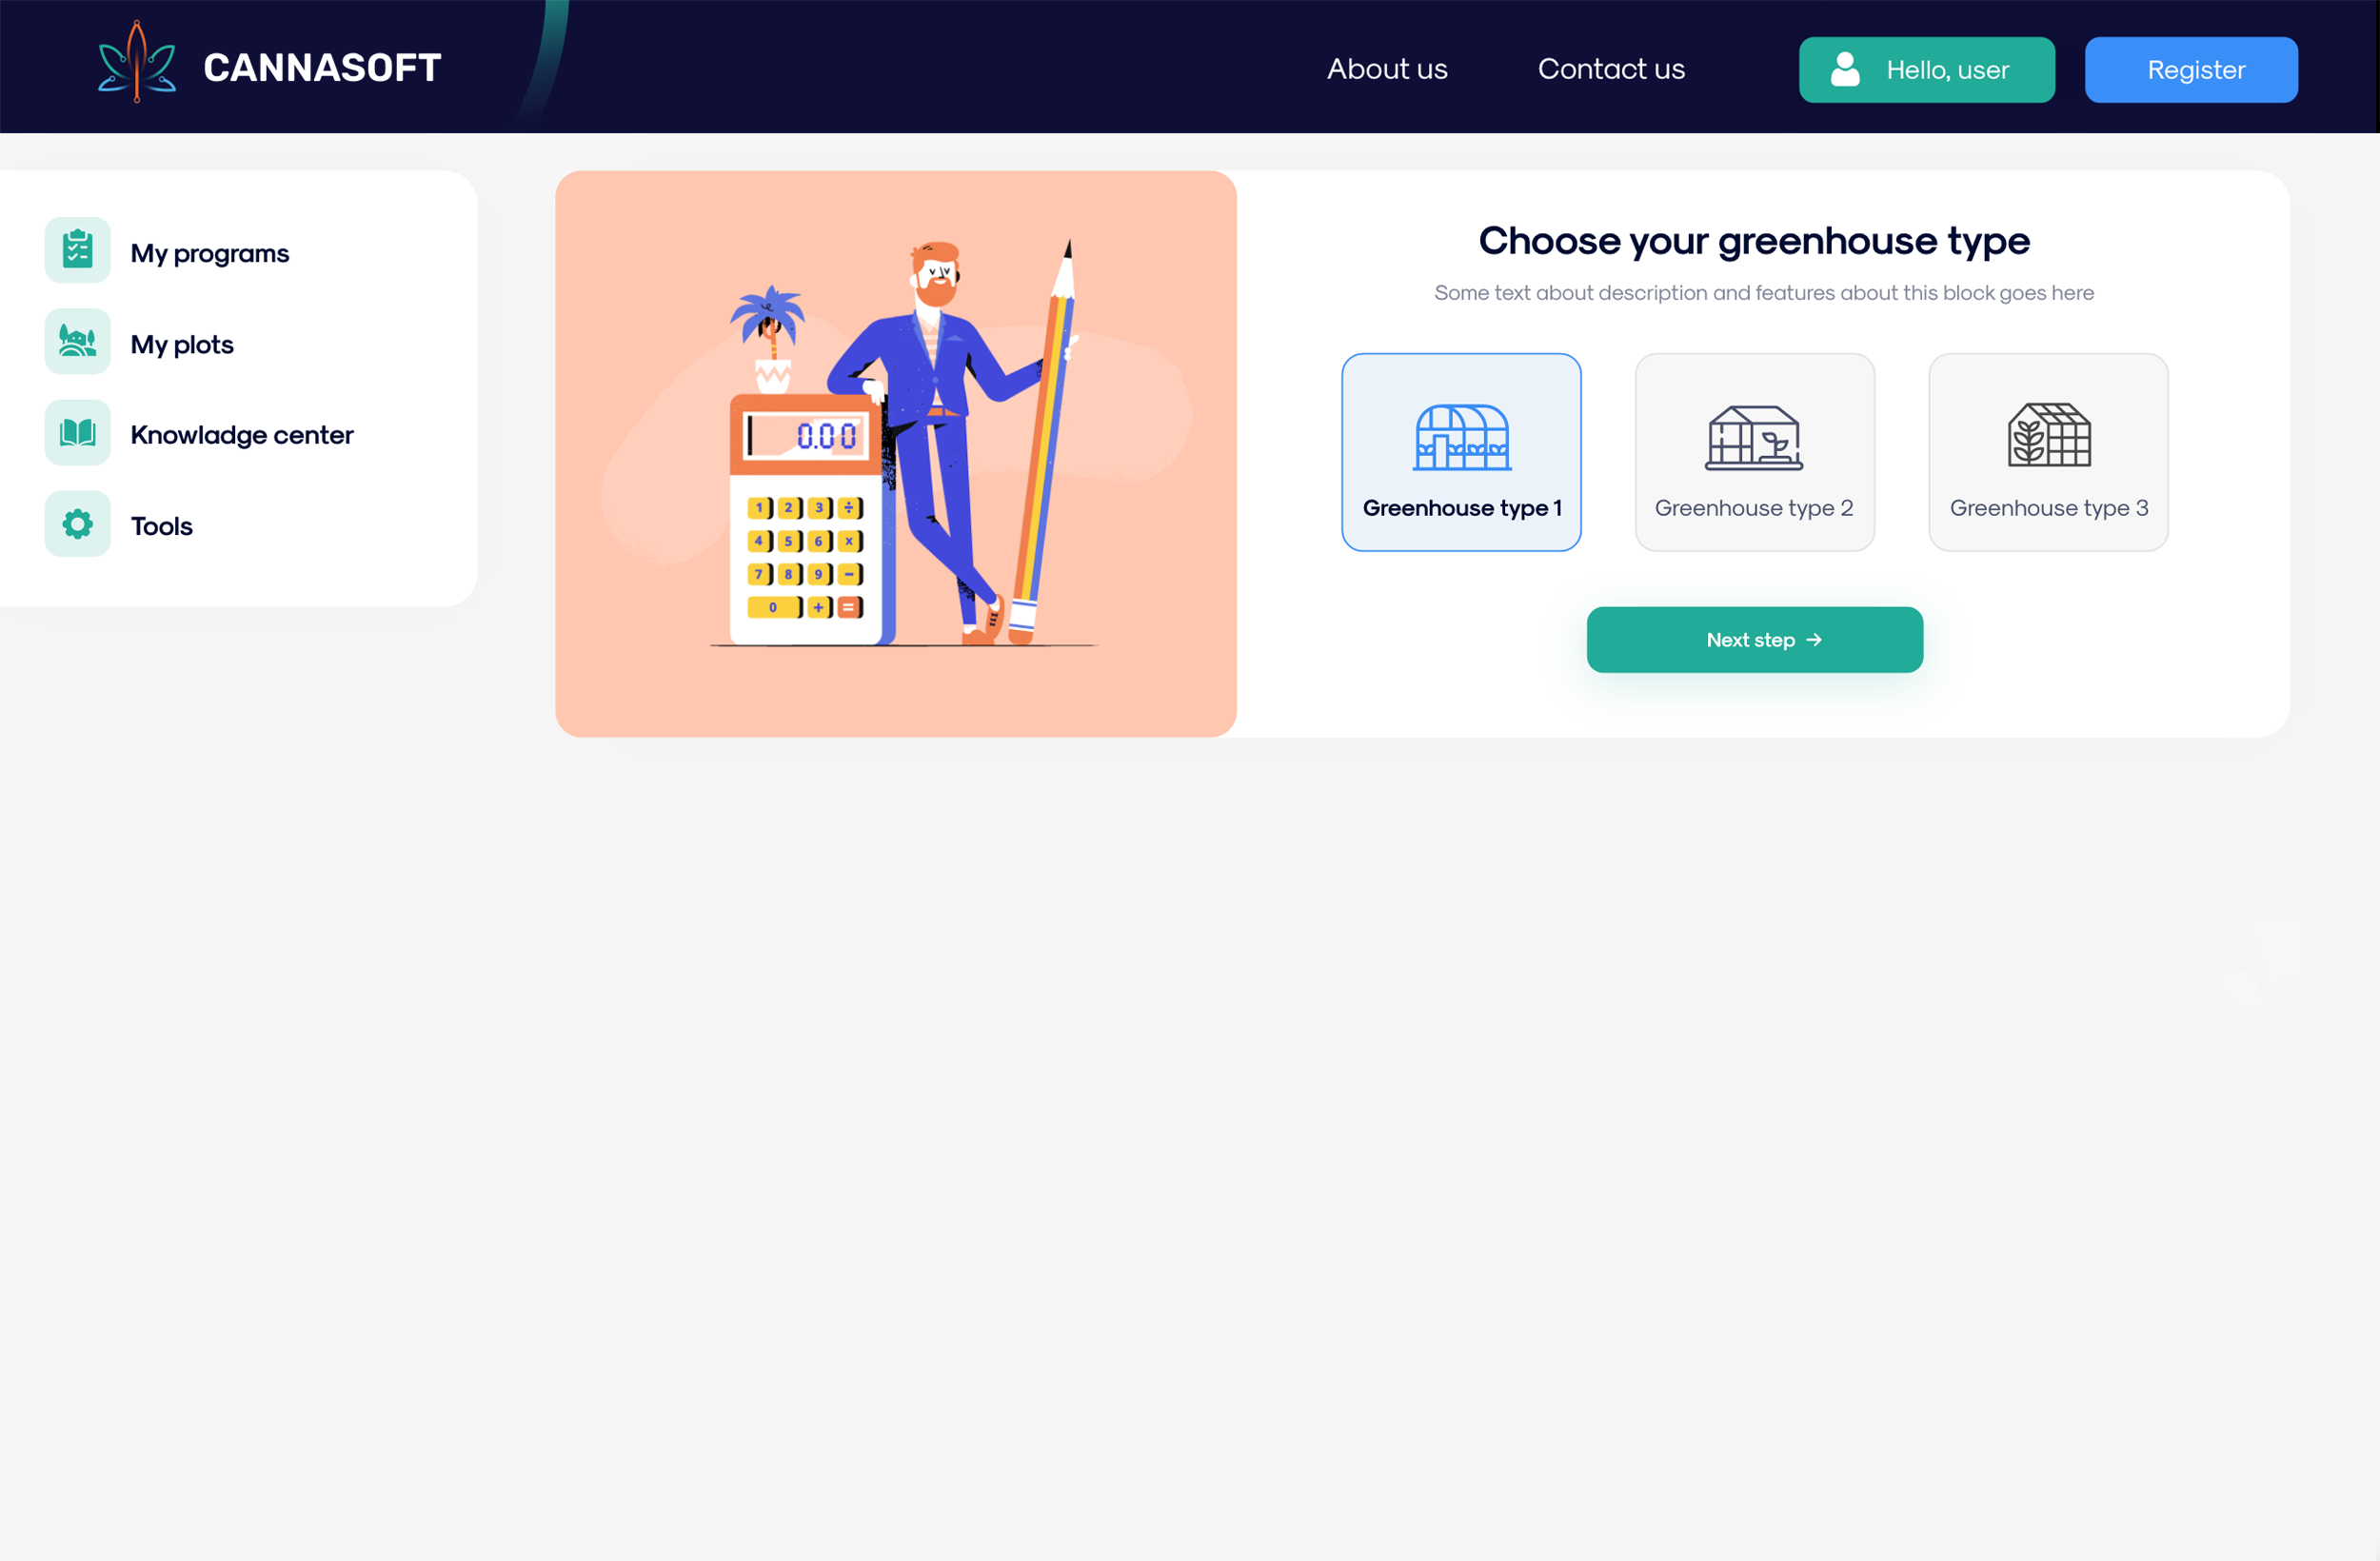 CANNASOFT
About us
Contact us
Hello, user
Register
My programs
My plots
Knowladge center
Tools
0.00
1 2 3 ÷
4 5 6 x
7 8 9 −
0 + =
Choose your greenhouse type
Some text about description and features about this block goes here
Greenhouse type 1
Greenhouse type 2
Greenhouse type 3
Next step →